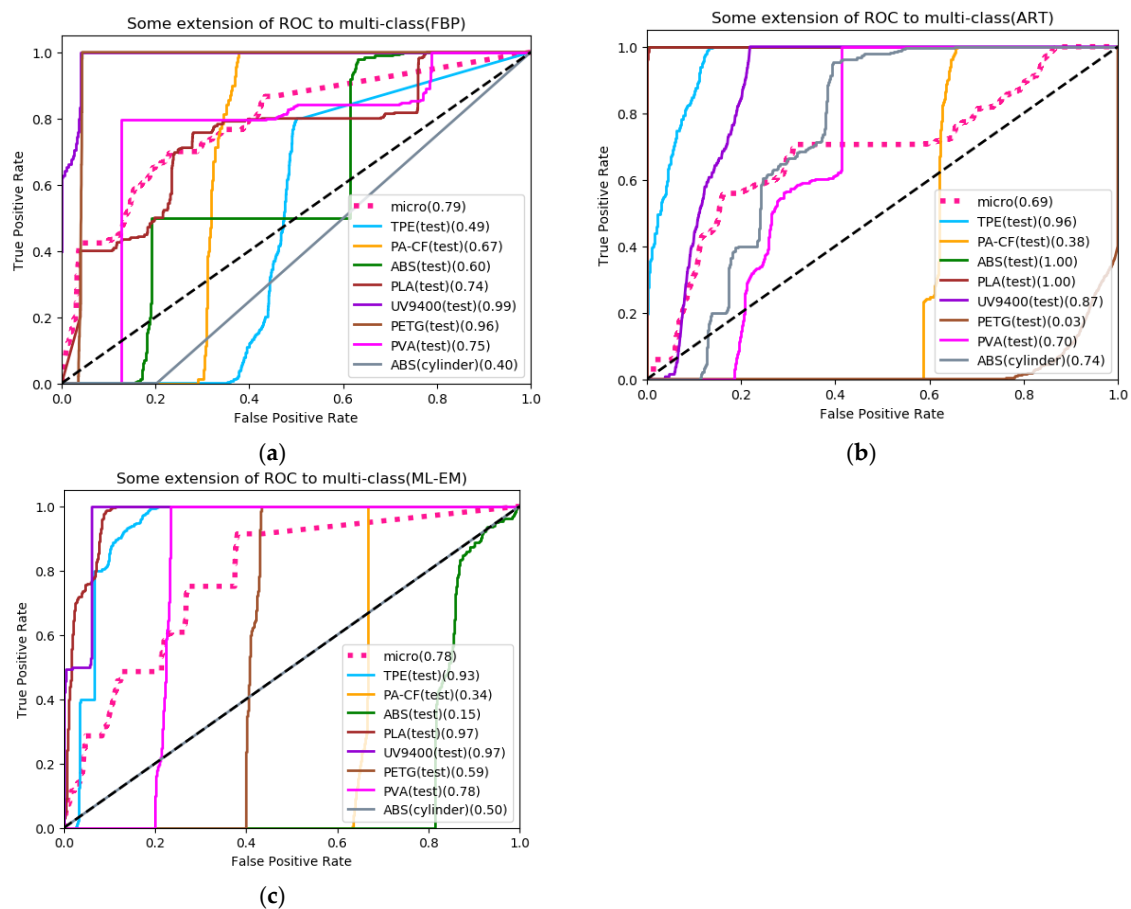 Some extension of ROC to multi-class(FBP)
1.0
0.8
0.6
0.4
0.2
0.0
True Positive Rate
micro(0.79)
TPE(test)(0.49)
PA-CF(test)(0.67)
ABS(test)(0.60)
PLA(test)(0.74)
UV9400(test)(0.99)
PETG(test)(0.96)
PVA(test)(0.75)
ABS(cylinder)(0.40)
0.0 0.2 0.4 0.6 0.8 1.0
False Positive Rate
(a)
Some extension of ROC to multi-class(ART)
1.0
0.8
0.6
0.4
0.2
0.0
True Positive Rate
micro(0.69)
TPE(test)(0.96)
PA-CF(test)(0.38)
ABS(test)(1.00)
PLA(test)(1.00)
UV9400(test)(0.87)
PETG(test)(0.03)
PVA(test)(0.70)
ABS(cylinder)(0.74)
0.0 0.2 0.4 0.6 0.8 1.0
False Positive Rate
(b)
Some extension of ROC to multi-class(ML-EM)
1.0
0.8
0.6
0.4
0.2
0.0
True Positive Rate
micro(0.78)
TPE(test)(0.93)
PA-CF(test)(0.34)
ABS(test)(0.15)
PLA(test)(0.97)
UV9400(test)(0.97)
PETG(test)(0.59)
PVA(test)(0.78)
ABS(cylinder)(0.50)
0.0 0.2 0.4 0.6 0.8 1.0
False Positive Rate
(c)